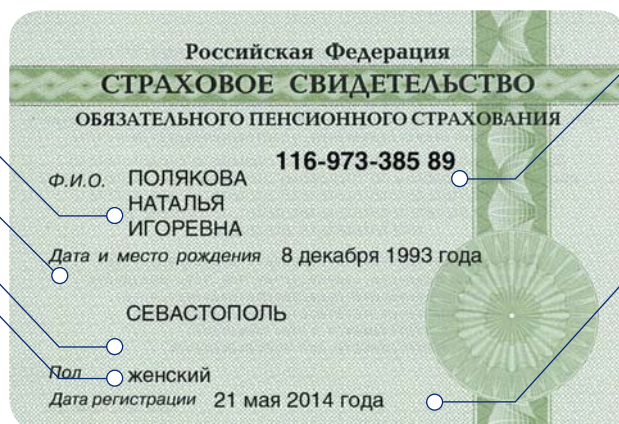 Российская Федерация
СТРАХОВОЕ СВИДЕТЕЛЬСТВО
ОБЯЗАТЕЛЬНОГО ПЕНСИОННОГО СТРАХОВАНИЯ
116-973-385 89
Ф.И.О. ПОЛЯКОВА
НАТАЛЬЯ
ИГОРЕВНА
Дата и место рождения 8 декабря 1993 года
СЕВАСТОПОЛЬ
Пол женский
Дата регистрации 21 мая 2014 года